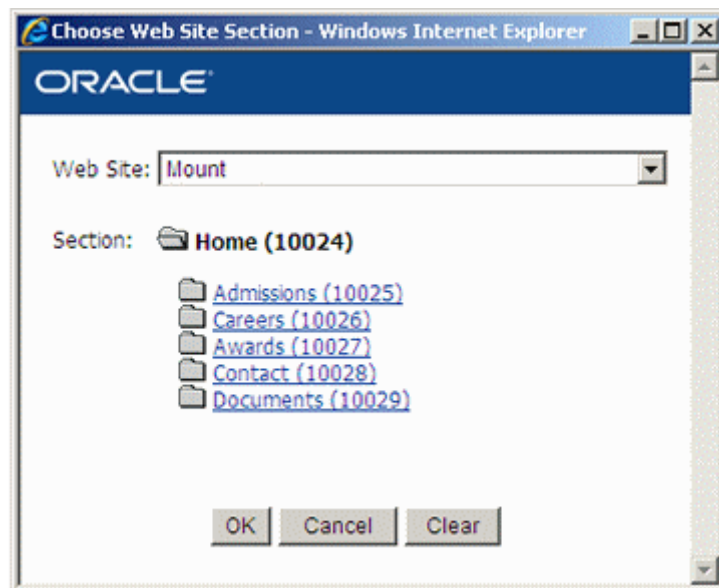 Choose Web Site Section - Windows Internet Explorer
ORACLE
Web Site: Mount
Section: Home (10024)
Admissions (10025)
Careers (10026)
Awards (10027)
Contact (10028)
Documents (10029)
OK Cancel Clear